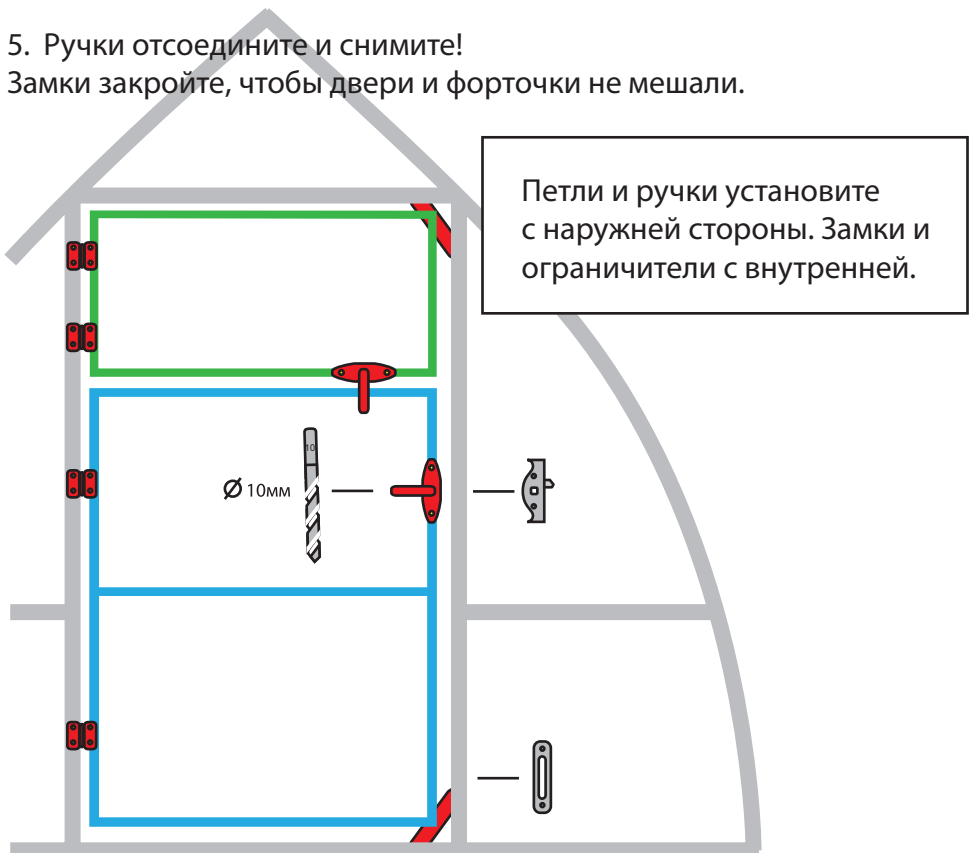 5. Ручки отсоедините и снимите!
Замки закройте, чтобы двери и форточки не мешали.
Петли и ручки установите
с наружней стороны. Замки и
ограничители с внутренней.
10
Ø 10мм